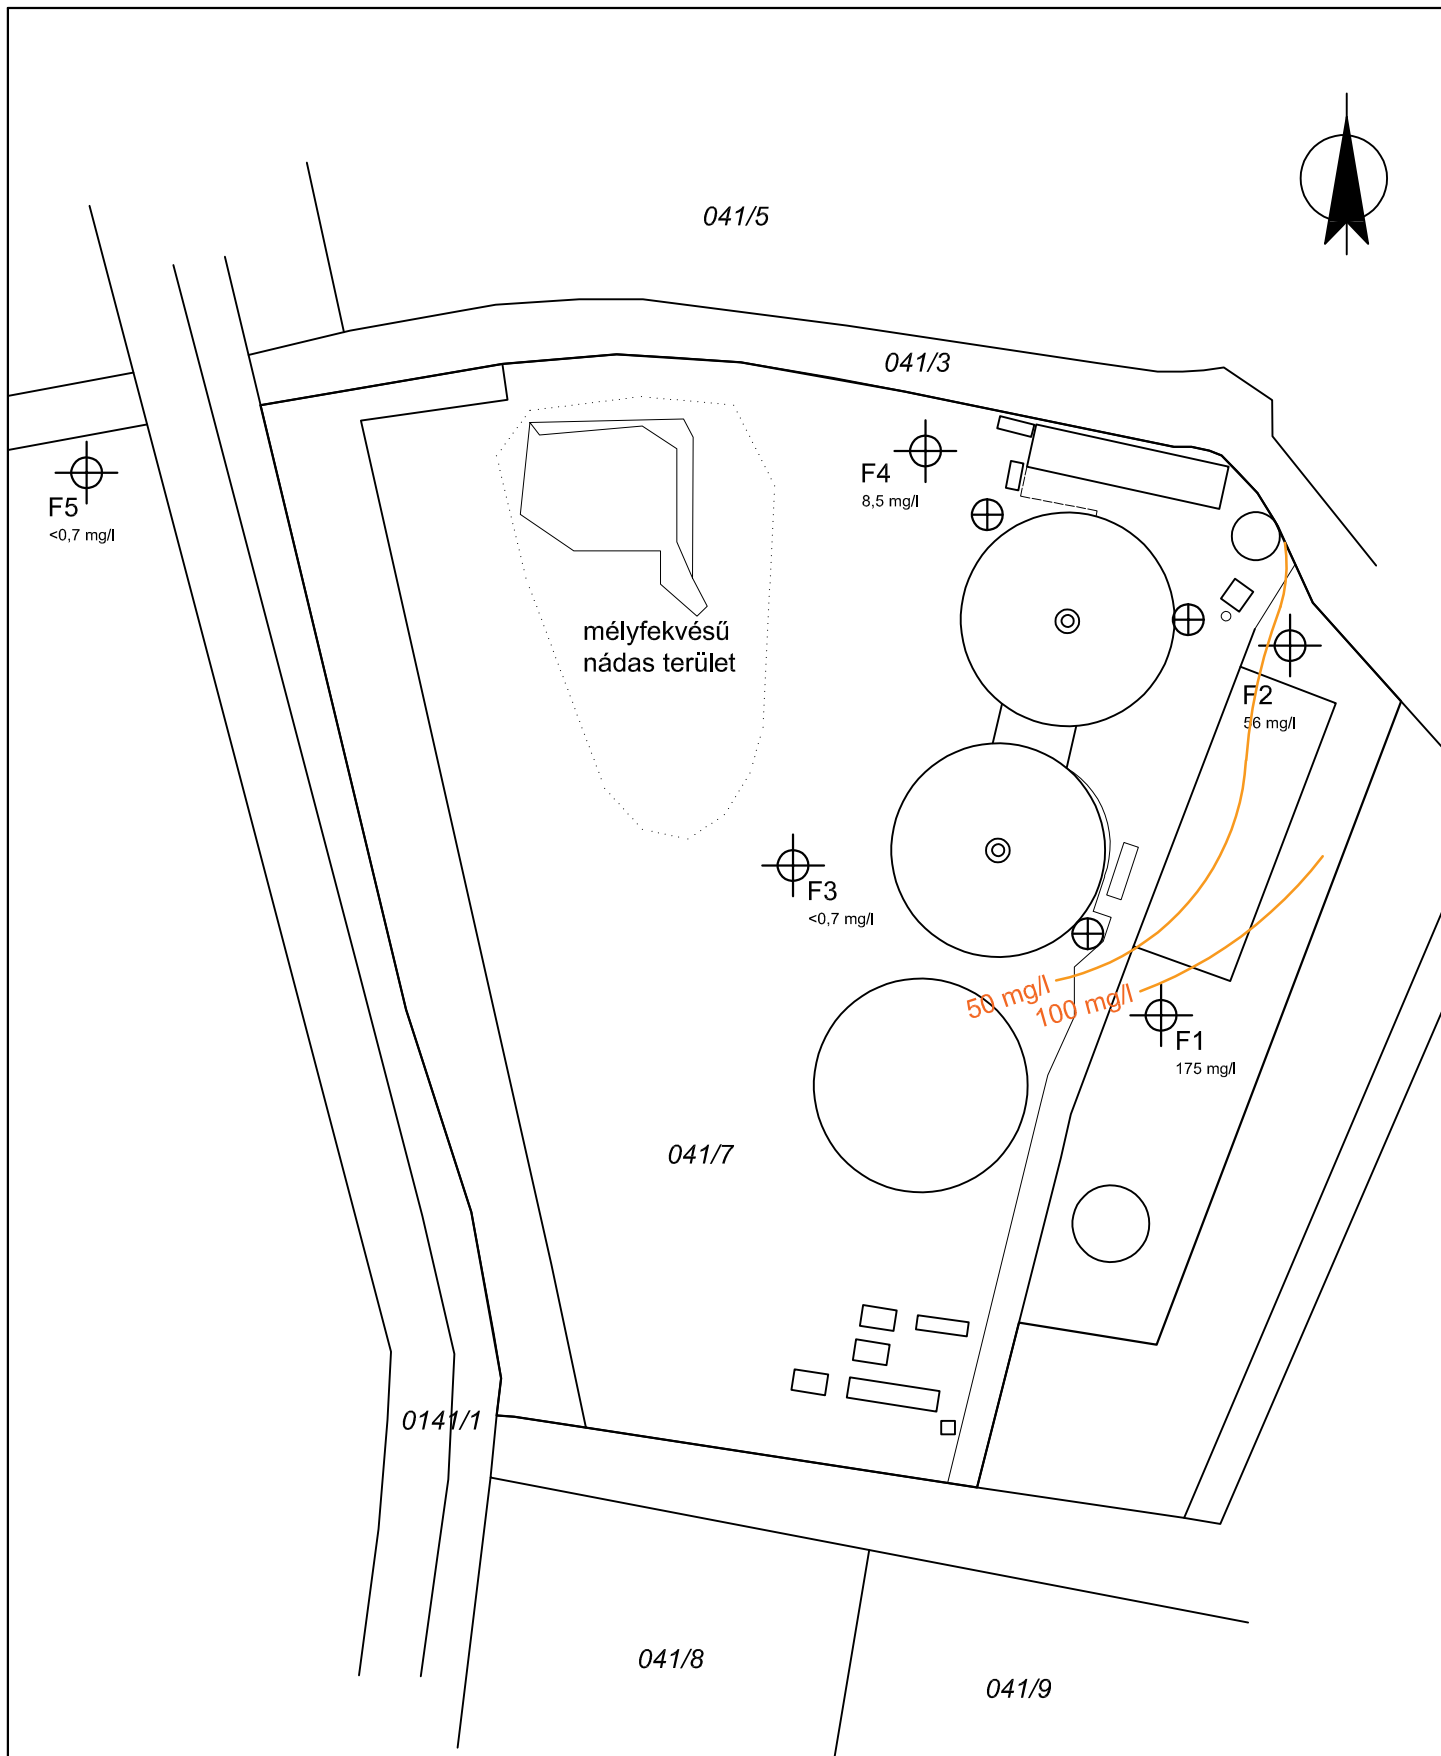 041/5
041/3
F4
8,5 mg/l
F5
<0,7 mg/l
mélyfekvésű
nádas terület
F2
56 mg/l
F3
<0,7 mg/l
50 mg/l
100 mg/l
F1
175 mg/l
041/7
0141/1
041/8
041/9